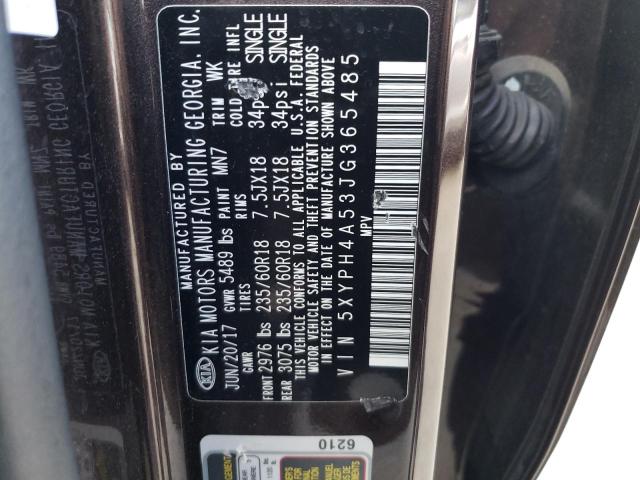 KIA
MANUFACTURED BY
KIA MOTORS MANUFACTURING GEORGIA. INC.
JUN/20/17 PAINT MN7 TRIM WK
GVWR 5489 lbs
GAWR TIRES RIMS COLD TIRE INFL
FRONT 2976 lbs 235/60R18 7.5JX18 34psi SINGLE
REAR 3075 lbs 235/60R18 7.5JX18 34psi SINGLE
THIS VEHICLE CONFORMS TO ALL APPLICABLE U.S.A. FEDERAL
MOTOR VEHICLE SAFETY AND THEFT PREVENTION STANDARDS
IN EFFECT ON THE DATE OF MANUFACTURE SHOWN ABOVE
VIN 5XYPH4A53JG365485
MPV
6210